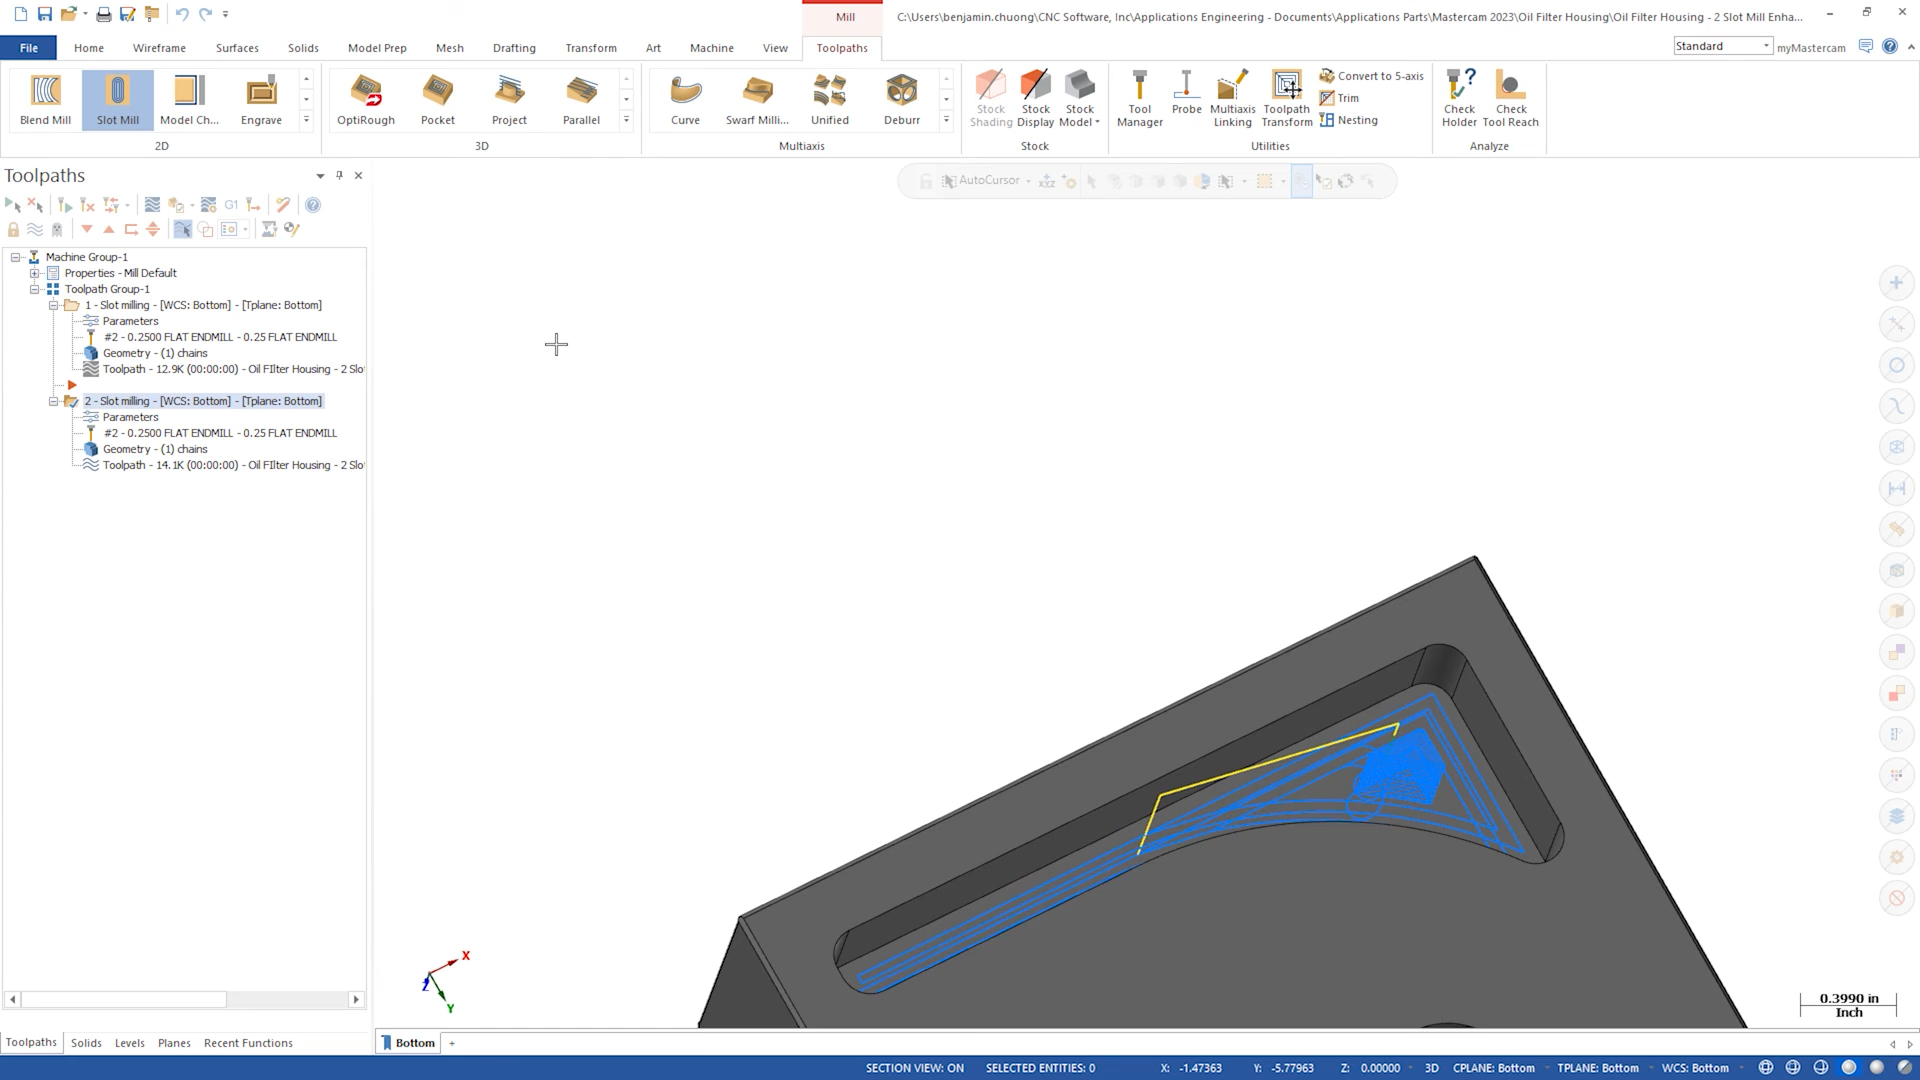 Mill
C:\Users\benjamin.chuong\CNC Software, Inc\Applications Engineering - Documents\Applications Parts\Mastercam 2023\Oil Filter Housing\Oil Filter Housing - 2 Slot Mill Enha...
File Home Wireframe Surfaces Solids Model Prep Mesh Drafting Transform Art Machine View Toolpaths
Standard myMastercam
Blend Mill Slot Mill Model Ch... Engrave
OptiRough Pocket Project Parallel
Curve Swarf Milli... Unified Deburr
Stock Shading Stock Display Stock Model
Tool Manager Probe Multiaxis Linking Toolpath Transform
Convert to 5-axis
Trim
Nesting
Check Holder Check Tool Reach
2D 3D Multiaxis Stock Utilities Analyze
Toolpaths
AutoCursor
G1
Machine Group-1
Properties - Mill Default
Toolpath Group-1
1 - Slot milling - [WCS: Bottom] - [Tplane: Bottom]
Parameters
#2 - 0.2500 FLAT ENDMILL - 0.25 FLAT ENDMILL
Geometry - (1) chains
Toolpath - 12.9K (00:00:00) - Oil FIlter Housing - 2 Slo
2 - Slot milling - [WCS: Bottom] - [Tplane: Bottom]
Parameters
#2 - 0.2500 FLAT ENDMILL - 0.25 FLAT ENDMILL
Geometry - (1) chains
Toolpath - 14.1K (00:00:00) - Oil FIlter Housing - 2 Slo
X
Z
Y
0.3990 in
Inch
Toolpaths Solids Levels Planes Recent Functions
Bottom +
SECTION VIEW: ON SELECTED ENTITIES: 0 X: -1.47363 Y: -5.77963 Z: 0.00000 3D CPLANE: Bottom TPLANE: Bottom WCS: Bottom